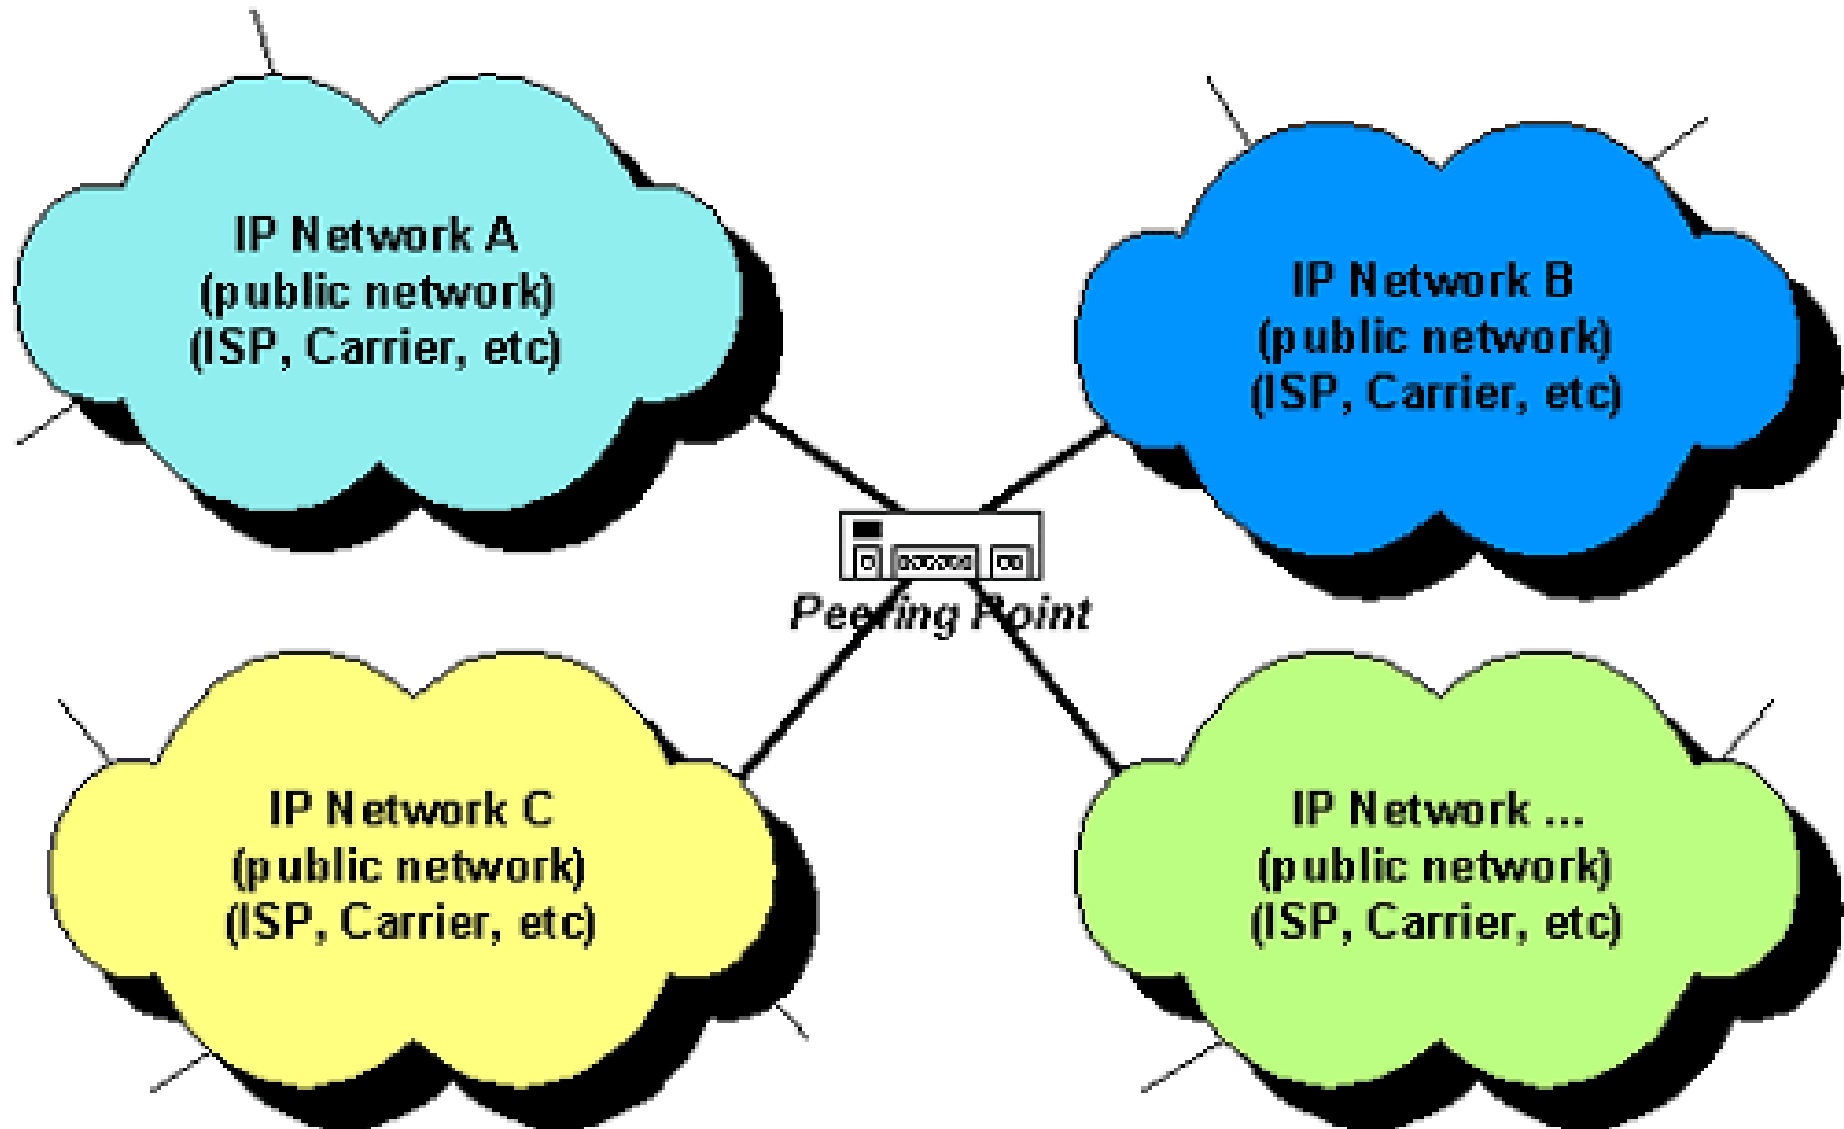 IP Network A
(public network)
(ISP, Carrier, etc)
IP Network B
(public network)
(ISP, Carrier, etc)
Peering Point
IP Network C
(public network)
(ISP, Carrier, etc)
IP Network ...
(public network)
(ISP, Carrier, etc)